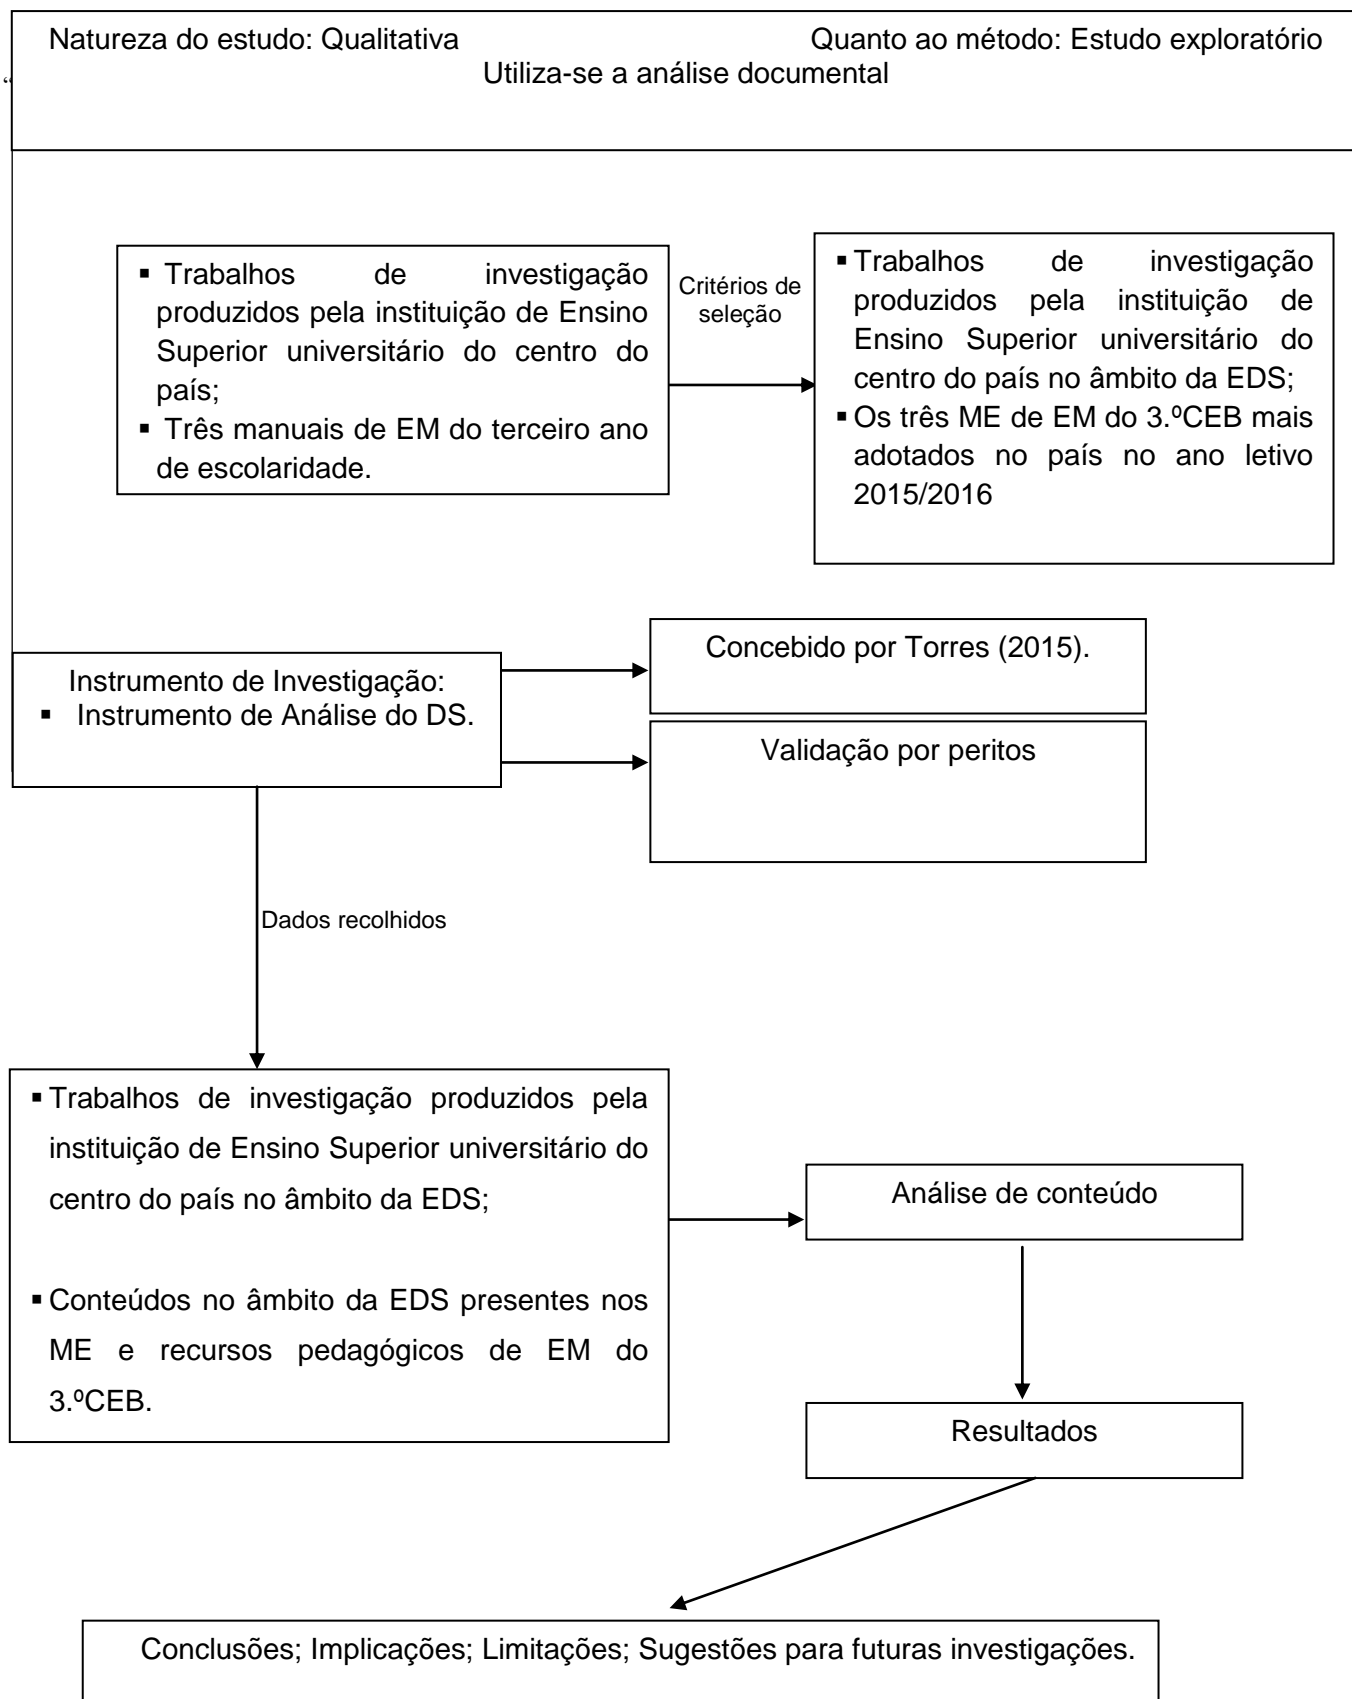 Natureza do estudo: Qualitativa Quanto ao método: Estudo exploratório
“
Utiliza-se a análise documental
▪ Trabalhos de investigação
produzidos pela instituição de Ensino
Superior universitário do centro do
país;
▪ Três manuais de EM do terceiro ano
de escolaridade.
Critérios de
seleção
▪ Trabalhos de investigação
produzidos pela instituição de
Ensino Superior universitário do
centro do país no âmbito da EDS;
▪ Os três ME de EM do 3.ºCEB mais
adotados no país no ano letivo
2015/2016
Instrumento de Investigação:
▪ Instrumento de Análise do DS.
Concebido por Torres (2015).
Validação por peritos
Dados recolhidos
▪ Trabalhos de investigação produzidos pela
instituição de Ensino Superior universitário do
centro do país no âmbito da EDS;
▪ Conteúdos no âmbito da EDS presentes nos
ME e recursos pedagógicos de EM do
3.ºCEB.
Análise de conteúdo
Resultados
Conclusões; Implicações; Limitações; Sugestões para futuras investigações.